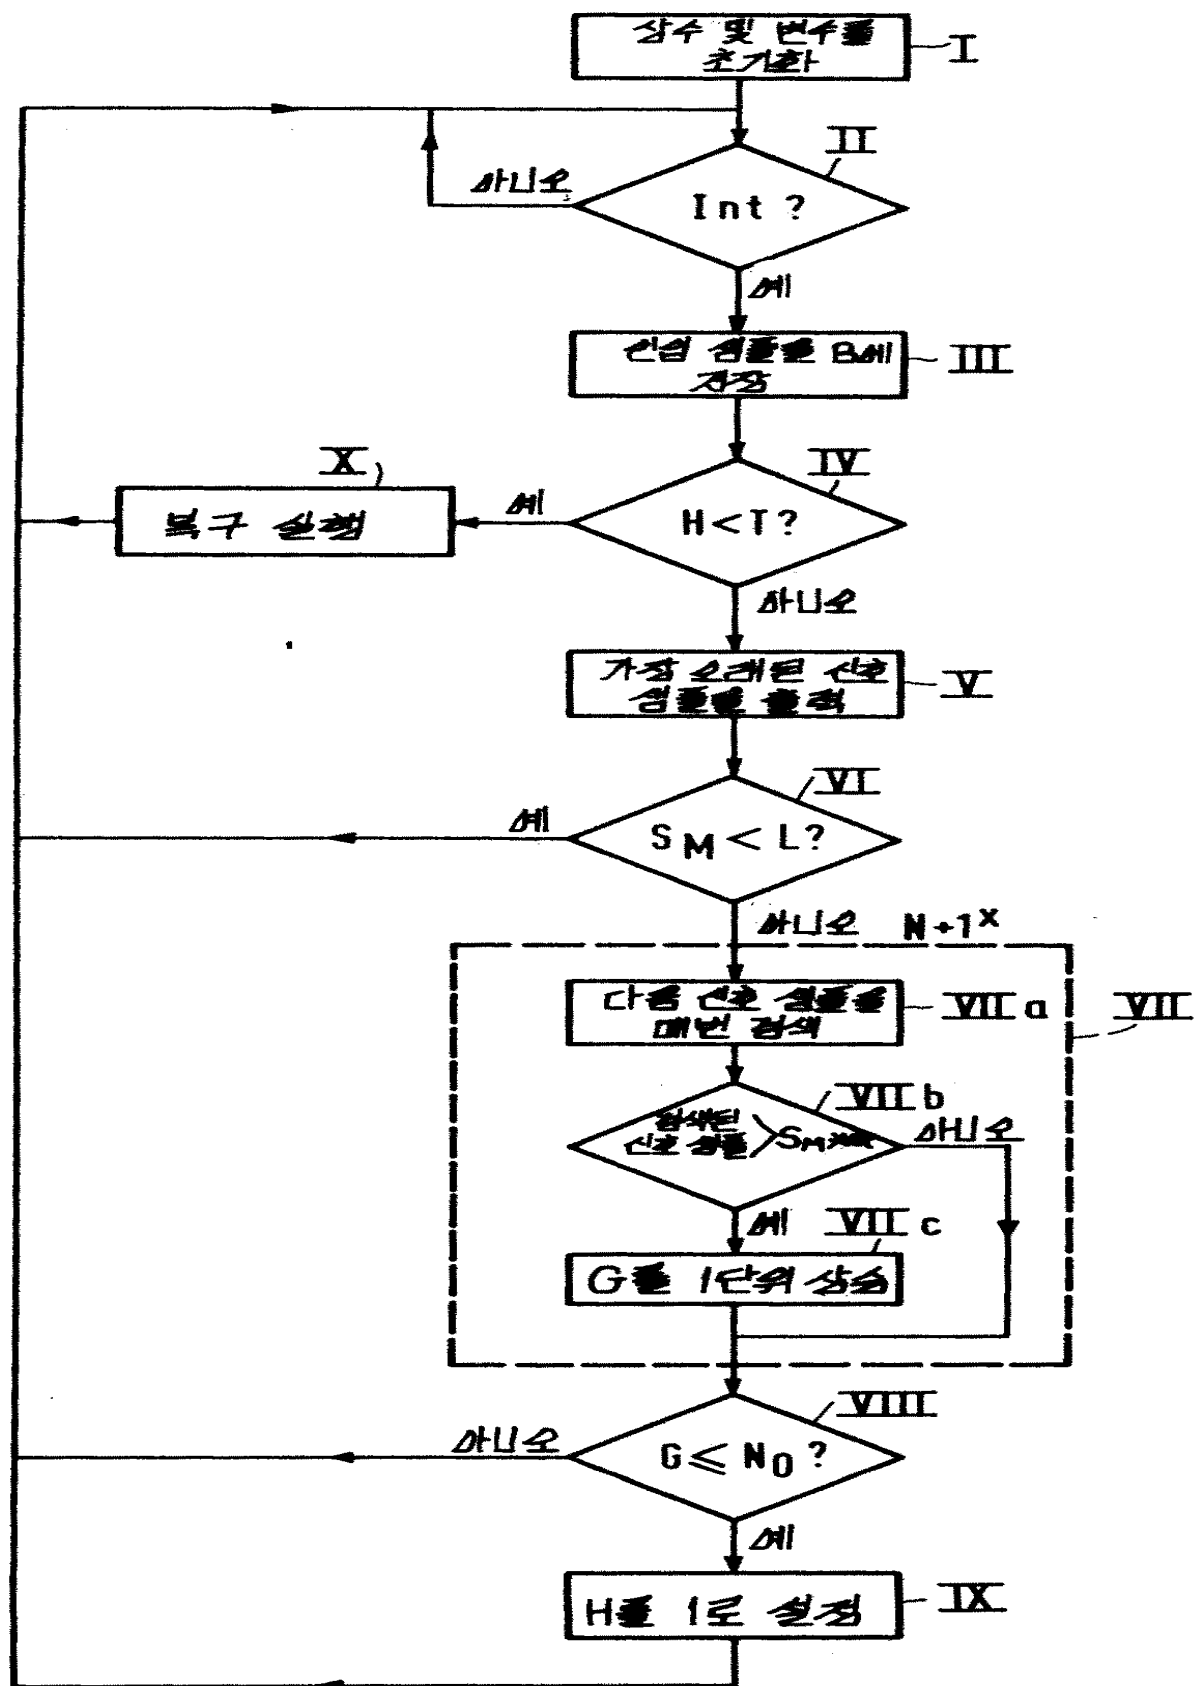 상수 및 변수를
초기화
I
II
아니오
Int ?
예
신호 샘플을 B에
저장
III
X
IV
예
복구 실행
H < T ?
아니오
가장 오래된 신호
샘플을 출력
V
VI
예
S M < L ?
아니오
N + 1 x
다음 신호 샘플을
매번 검색
VII a
VII
VII b
검색된
신호 샘플 > S M
아니오
예
VII c
G를 1단위 상승
VIII
아니오
G ≤ N 0 ?
예
H를 1로 설정
IX